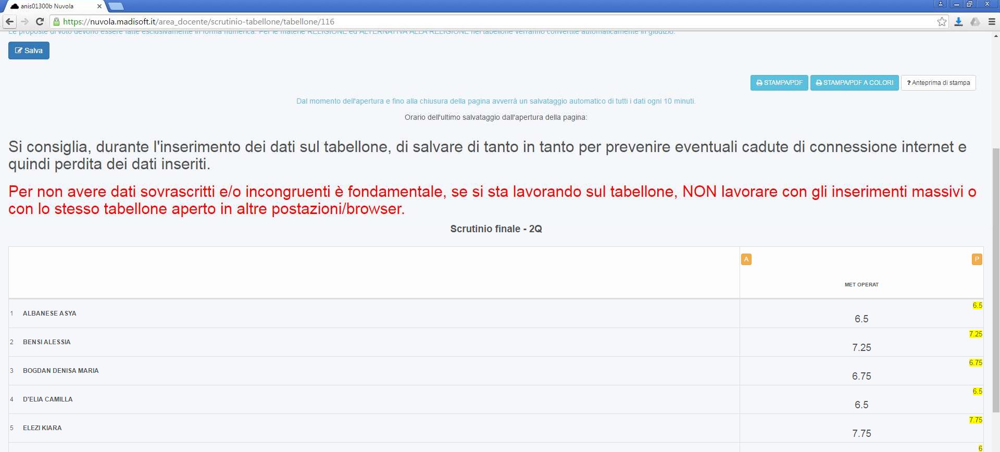 anis01300b Nuvola
https://nuvola.madisoft.it/area_docente/scrutinio-tabellone/tabellone/116
Le proposte di voto devono essere fatte esclusivamente in forma numerica. Per le materie RELIGIONE ed ALTERNATIVA ALLA RELIGIONE nel tabellone verranno convertite automaticamente in giudizio.
Salva
STAMPA/PDF STAMPA/PDF A COLORI ? Anteprima di stampa
Dal momento dell'apertura e fino alla chiusura della pagina avverrà un salvataggio automatico di tutti i dati ogni 10 minuti.
Orario dell'ultimo salvataggio dall'apertura della pagina:
Si consiglia, durante l'inserimento dei dati sul tabellone, di salvare di tanto in tanto per prevenire eventuali cadute di connessione internet e
quindi perdita dei dati inseriti.
Per non avere dati sovrascritti e/o incongruenti è fondamentale, se si sta lavorando sul tabellone, NON lavorare con gli inserimenti massivi o
con lo stesso tabellone aperto in altre postazioni/browser.
Scrutinio finale - 2Q
A P
MET OPERAT
6.5
1 ALBANESE ASYA
6.5
7.25
2 BENSI ALESSIA
7.25
6.75
3 BOGDAN DENISA MARIA
6.75
6.5
4 D'ELIA CAMILLA
6.5
7.75
5 ELEZI KIARA
7.75
6